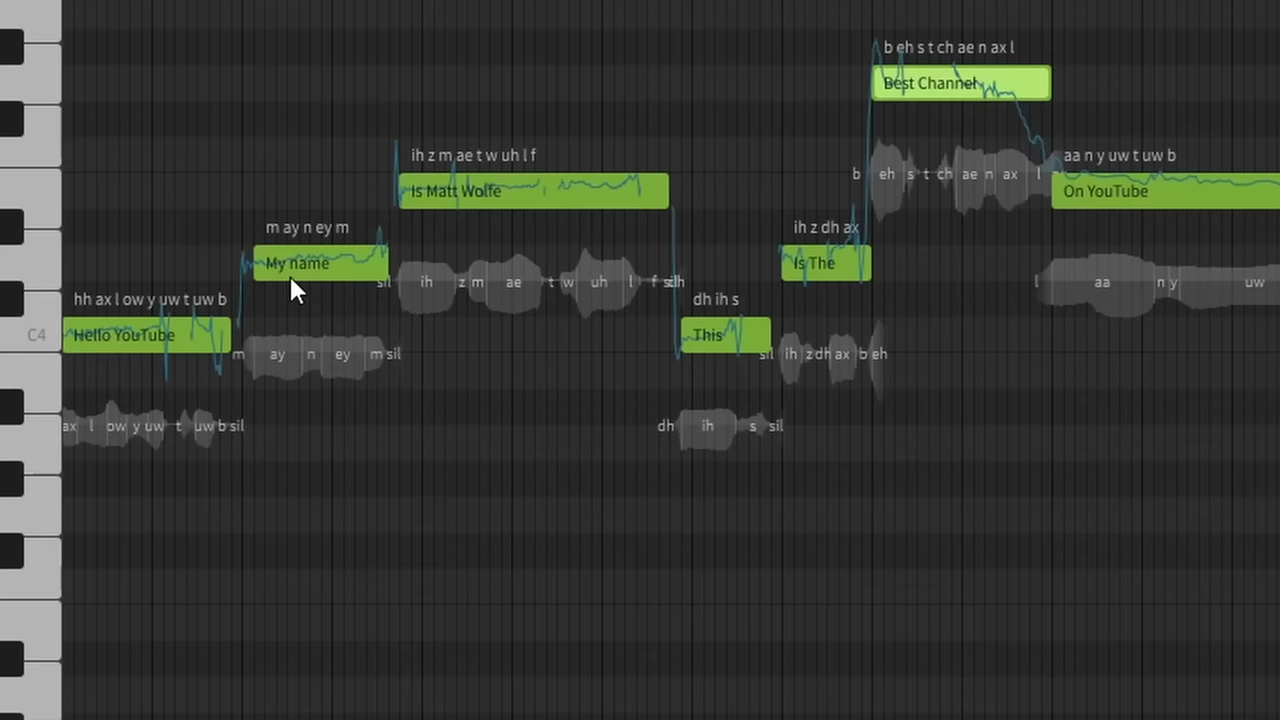 b eh s t ch ae n ax l
Best Channel
ih z m ae t w uh l f
aa n y uw t uw b
b eh s t ch ae n ax l
Is Matt Wolfe
On YouTube
m ay n ey m
ih z dh ax
My name
Is The
sil ih z m ae t w uh l f sil
l aa n y uw
hh ax l ow y uw t uw b
dh ih s
C4
Hello YouTube
This
m ay n ey m sil
sil ih z dh ax b eh
ax l ow y uw t uw b sil
dh ih s sil